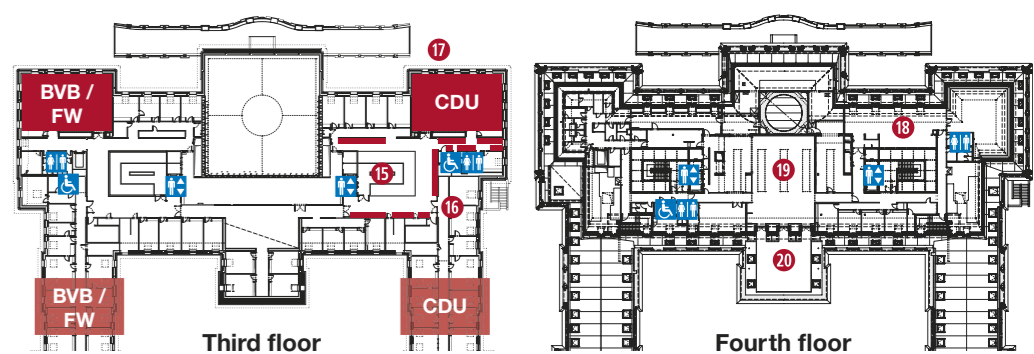 17
BVB /
FW
CDU
15
16
BVB /
FW
CDU
Third floor
18
19
20
Fourth floor